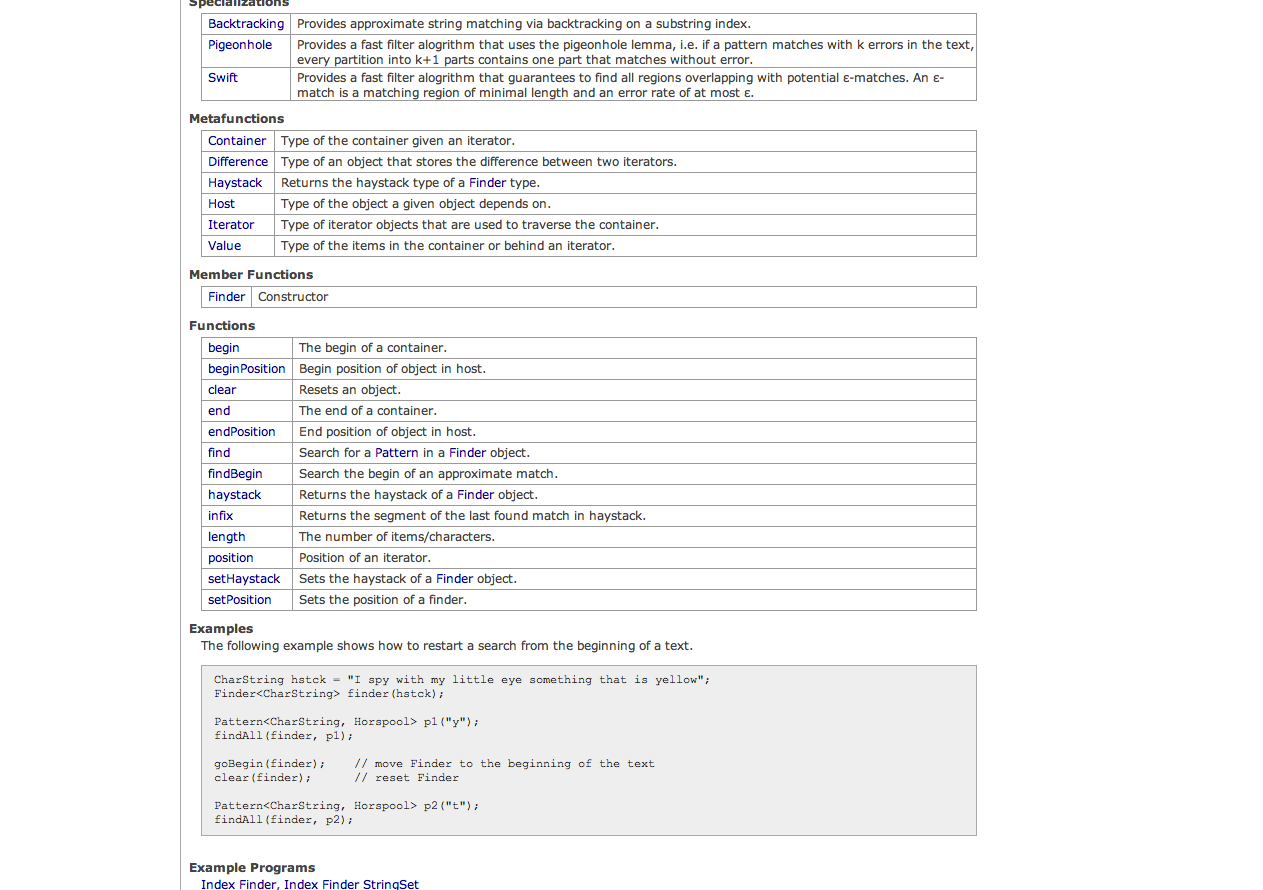 Specializations
Backtracking Provides approximate string matching via backtracking on a substring index.
Pigeonhole Provides a fast filter alogrithm that uses the pigeonhole lemma, i.e. if a pattern matches with k errors in the text,
every partition into k+1 parts contains one part that matches without error.
Swift Provides a fast filter alogrithm that guarantees to find all regions overlapping with potential ε-matches. An ε-
match is a matching region of minimal length and an error rate of at most ε.
Metafunctions
Container Type of the container given an iterator.
Difference Type of an object that stores the difference between two iterators.
Haystack Returns the haystack type of a Finder type.
Host Type of the object a given object depends on.
Iterator Type of iterator objects that are used to traverse the container.
Value Type of the items in the container or behind an iterator.
Member Functions
Finder Constructor
Functions
begin The begin of a container.
beginPosition Begin position of object in host.
clear Resets an object.
end The end of a container.
endPosition End position of object in host.
find Search for a Pattern in a Finder object.
findBegin Search the begin of an approximate match.
haystack Returns the haystack of a Finder object.
infix Returns the segment of the last found match in haystack.
length The number of items/characters.
position Position of an iterator.
setHaystack Sets the haystack of a Finder object.
setPosition Sets the position of a finder.
Examples
The following example shows how to restart a search from the beginning of a text.
CharString hstck = "I spy with my little eye something that is yellow";
Finder<CharString> finder(hstck);
Pattern<CharString, Horspool> p1("y");
findAll(finder, p1);
goBegin(finder);    // move Finder to the beginning of the text
clear(finder);      // reset Finder
Pattern<CharString, Horspool> p2("t");
findAll(finder, p2);
Example Programs
Index Finder, Index Finder StringSet